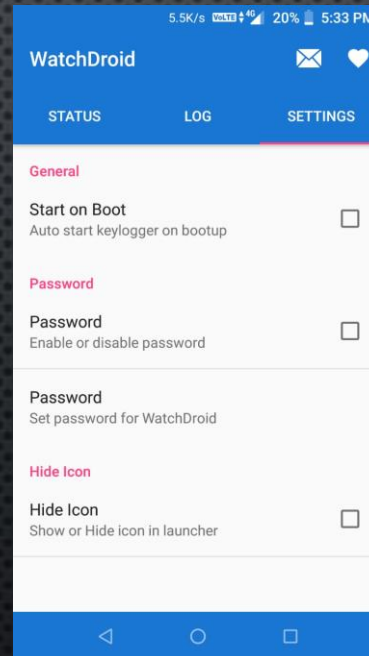 5.5K/s VoLTE 4G 20% 5:33 PM
WatchDroid
STATUS LOG SETTINGS
General
Start on Boot
Auto start keylogger on bootup
Password
Password
Enable or disable password
Password
Set password for WatchDroid
Hide Icon
Hide Icon
Show or Hide icon in launcher